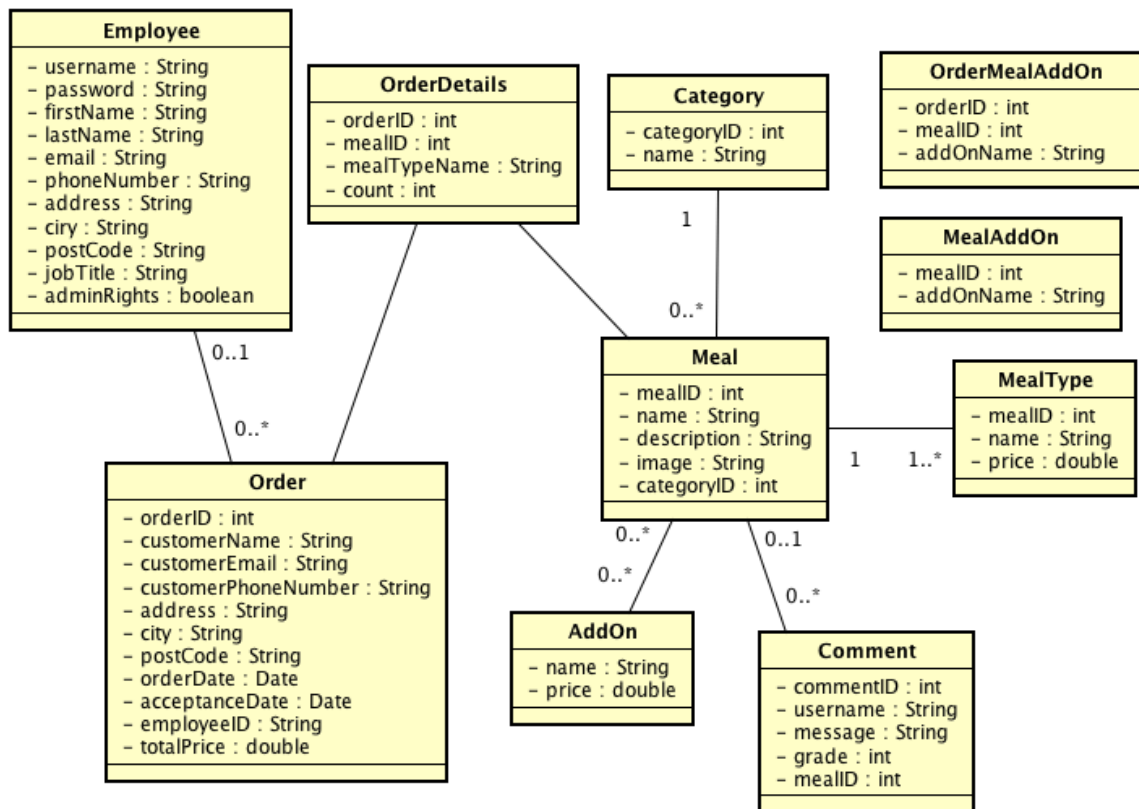 Employee
- username : String
- password : String
- firstName : String
- lastName : String
- email : String
- phoneNumber : String
- address : String
- ciry : String
- postCode : String
- jobTitle : String
- adminRights : boolean
OrderDetails
- orderID : int
- mealID : int
- mealTypeName : String
- count : int
Category
- categoryID : int
- name : String
OrderMealAddOn
- orderID : int
- mealID : int
- addOnName : String
MealAddOn
- mealID : int
- addOnName : String
1
0..*
0..1
0..*
Meal
- mealID : int
- name : String
- description : String
- image : String
- categoryID : int
1
1..*
MealType
- mealID : int
- name : String
- price : double
Order
- orderID : int
- customerName : String
- customerEmail : String
- customerPhoneNumber : String
- address : String
- city : String
- postCode : String
- orderDate : Date
- acceptanceDate : Date
- employeeID : String
- totalPrice : double
0..*
0..*
0..1
0..*
AddOn
- name : String
- price : double
Comment
- commentID : int
- username : String
- message : String
- grade : int
- mealID : int